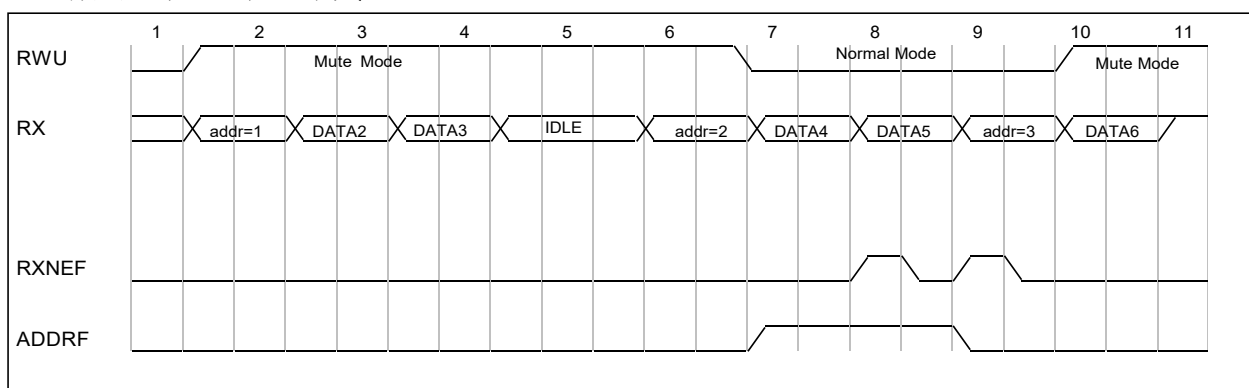 1 2 3 4 5 6 7 8 9 10 11
RWU Mute Mode Normal Mode Mute Mode
RX addr=1 DATA2 DATA3 IDLE addr=2 DATA4 DATA5 addr=3 DATA6
RXNEF
ADDRF